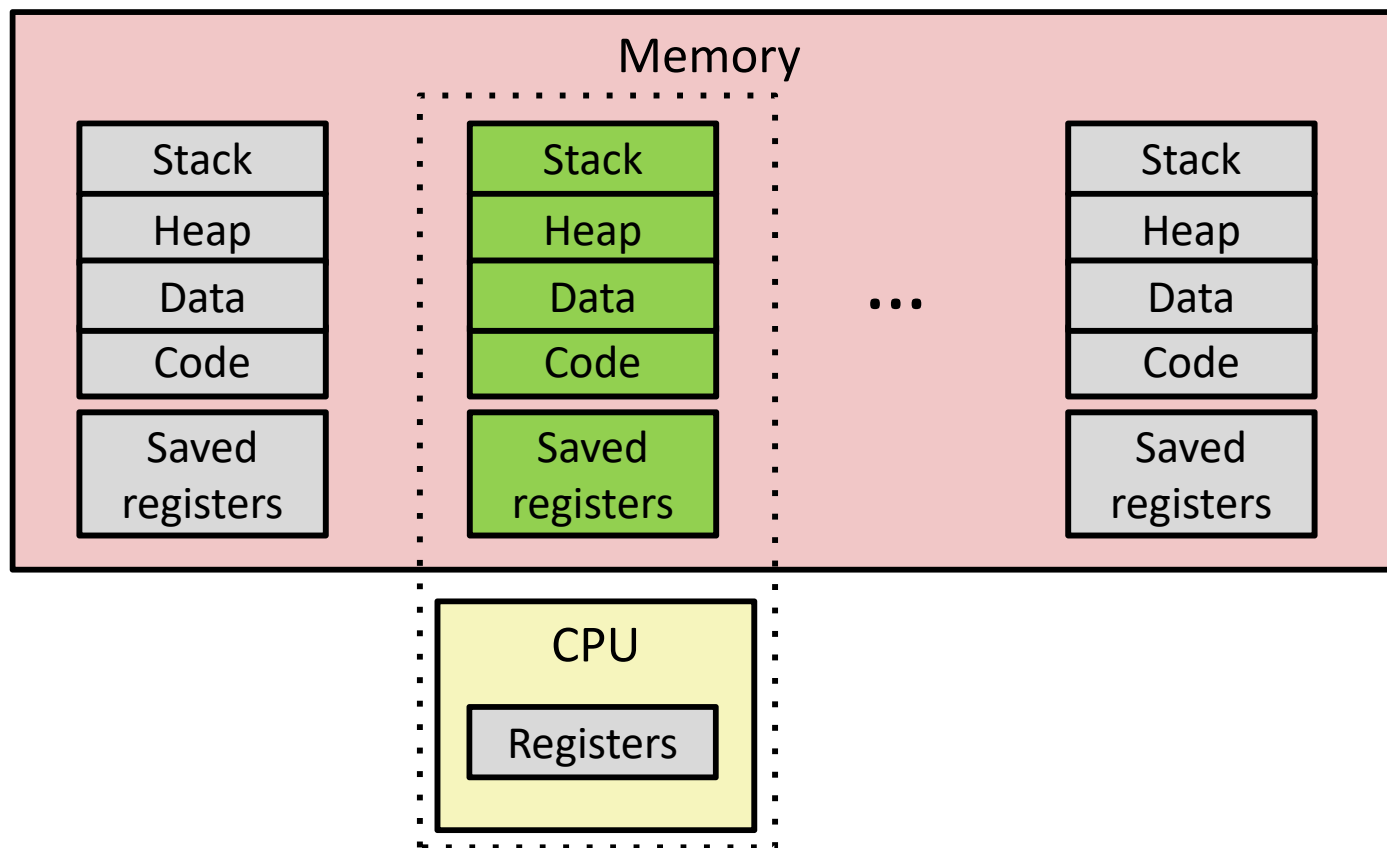 Memory
Stack
Heap
Data
Code
Saved
registers
Stack
Heap
Data
Code
Saved
registers
...
Stack
Heap
Data
Code
Saved
registers
CPU
Registers